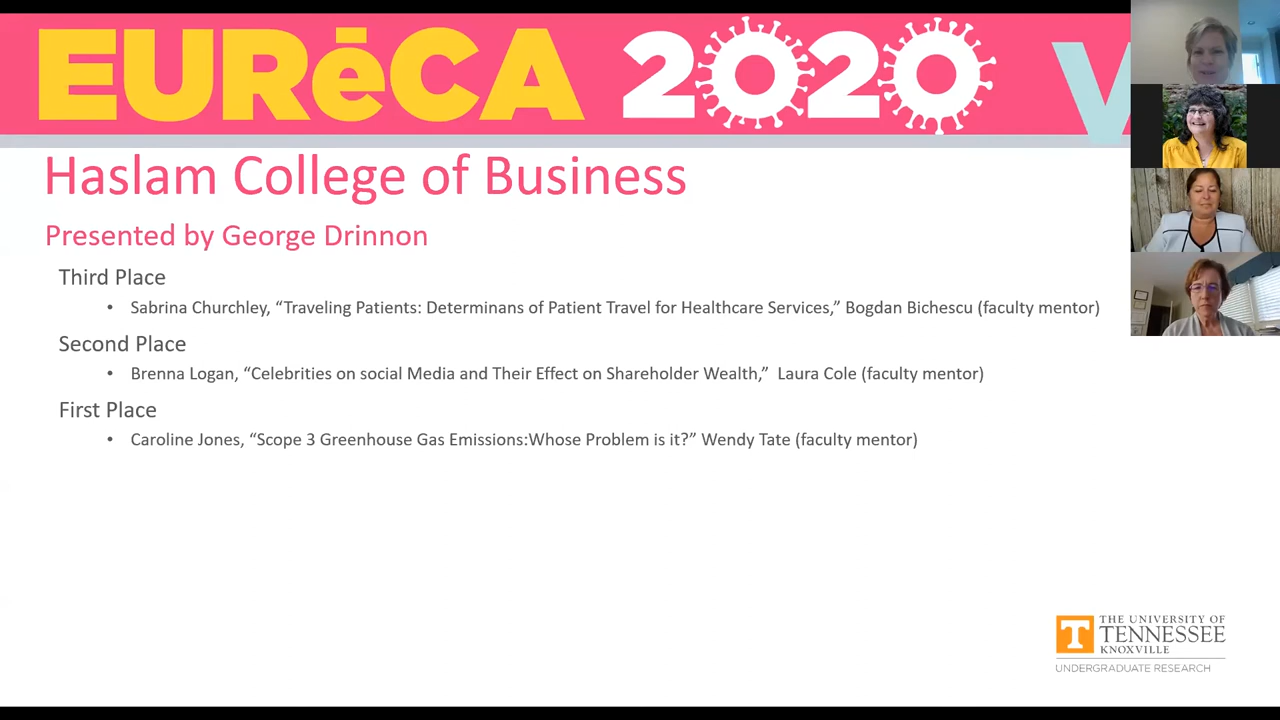 EURēCA 2020 V
Haslam College of Business
Presented by George Drinnon
Third Place
• Sabrina Churchley, “Traveling Patients: Determinans of Patient Travel for Healthcare Services,” Bogdan Bichescu (faculty mentor)
Second Place
• Brenna Logan, “Celebrities on social Media and Their Effect on Shareholder Wealth,” Laura Cole (faculty mentor)
First Place
• Caroline Jones, “Scope 3 Greenhouse Gas Emissions:Whose Problem is it?” Wendy Tate (faculty mentor)
T
THE UNIVERSITY OF
TENNESSEE
KNOXVILLE
UNDERGRADUATE RESEARCH